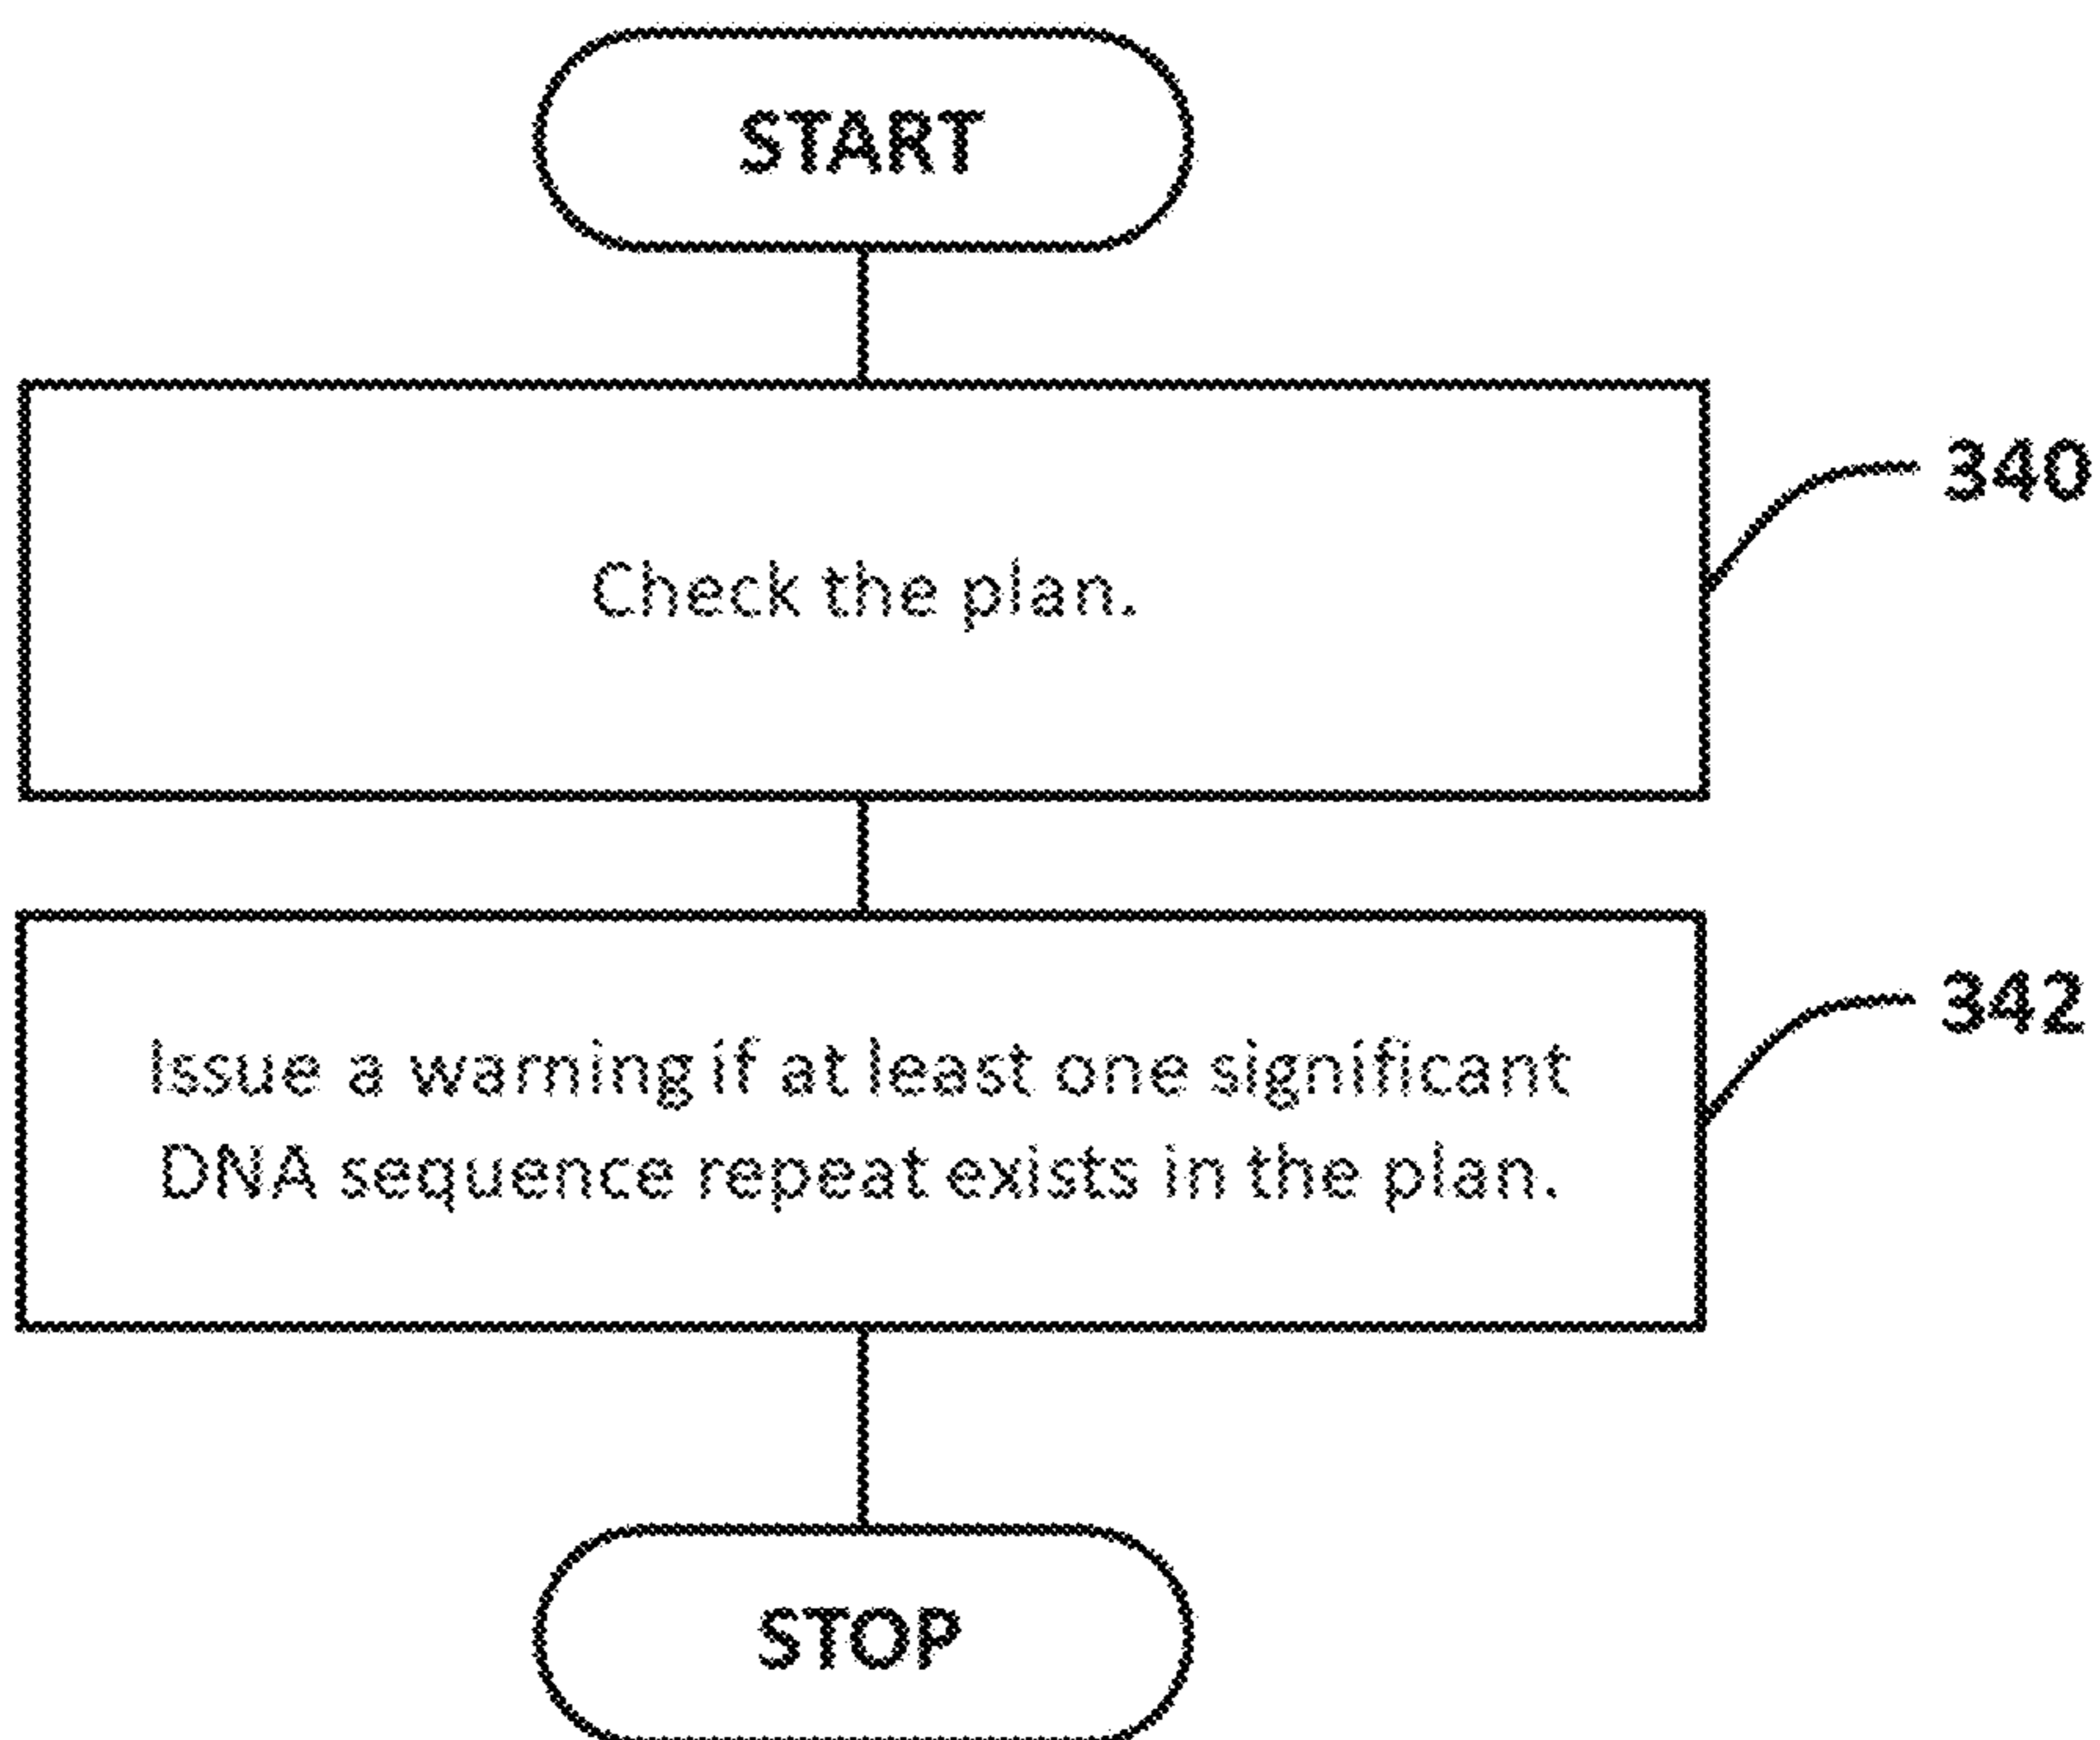 START
340
Check the plan.
342
Issue a warning if at least one significant
DNA sequence repeat exists in the plan.
STOP